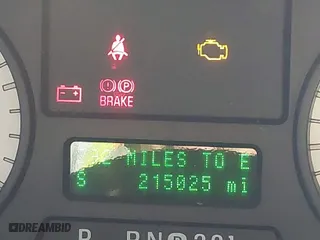 BRAKE
MILES TO E
S 215025 mi
DREAMBID